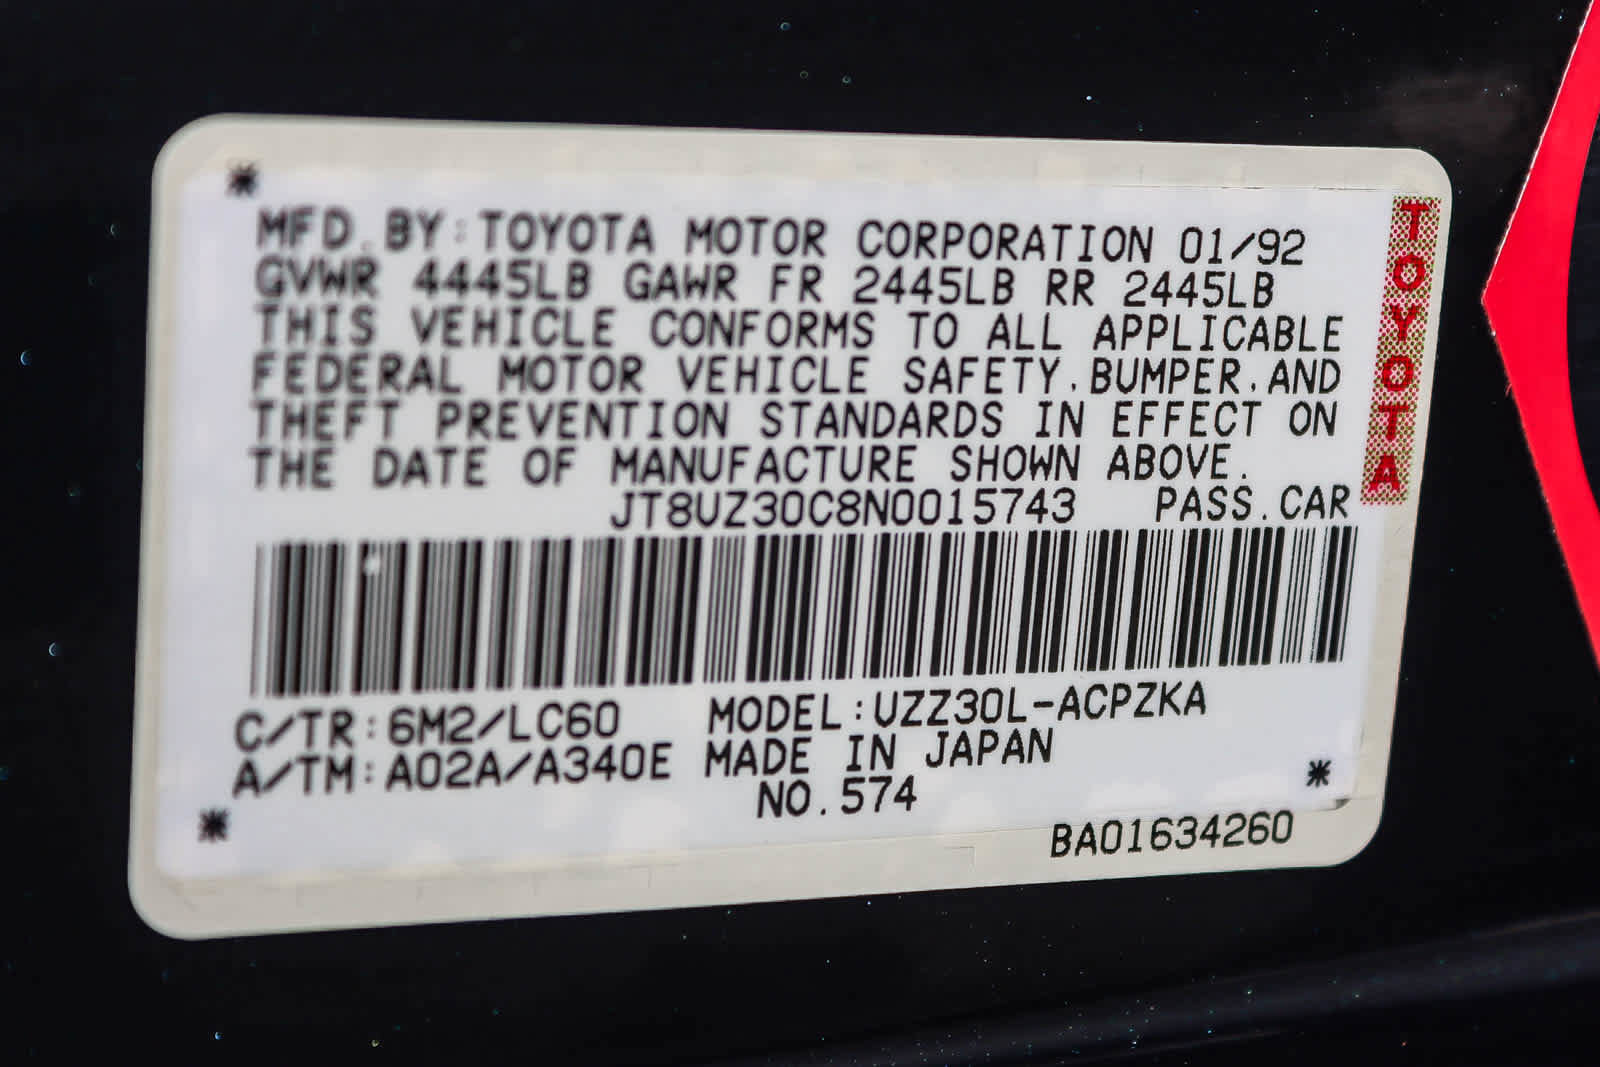 MFD.BY:TOYOTA MOTOR CORPORATION 01/92
GVWR 4445LB GAWR FR 2445LB RR 2445LB
THIS VEHICLE CONFORMS TO ALL APPLICABLE
FEDERAL MOTOR VEHICLE SAFETY.BUMPER.AND
THEFT PREVENTION STANDARDS IN EFFECT ON
THE DATE OF MANUFACTURE SHOWN ABOVE.
JT8UZ30C8N0015743 PASS.CAR
C/TR:6M2/LC60 MODEL:UZZ30L-ACPZKA
A/TM:A02A/A340E MADE IN JAPAN
NO.574
BA01634260
TOYOTA